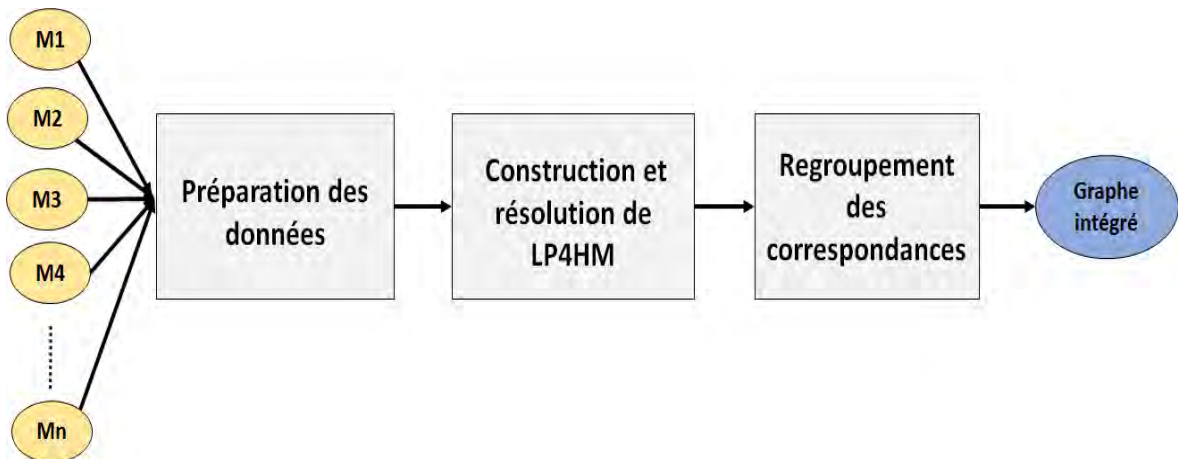 M1
M2
M3
M4
Mn
Préparation des
données
Construction et
résolution de
LP4HM
Regroupement
des
correspondances
Graphe
intégré